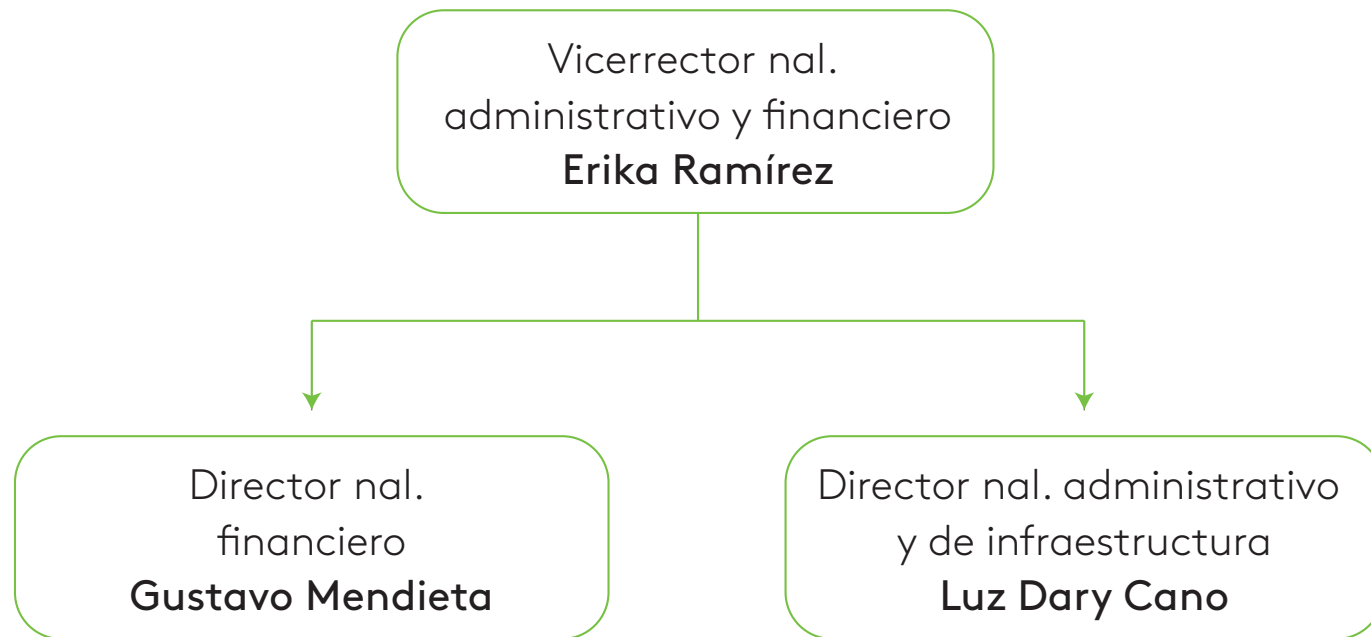 Vicerrector nal.
administrativo y financiero
Erika Ramírez
Director nal.
financiero
Gustavo Mendieta
Director nal. administrativo
y de infraestructura
Luz Dary Cano